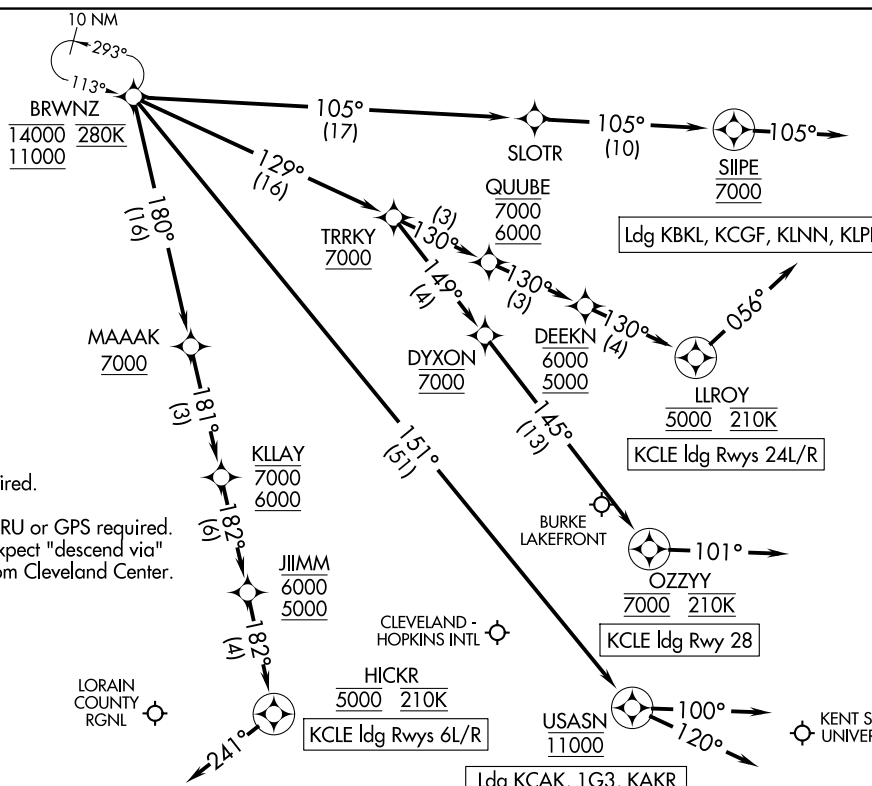 10 NM
293°
113°
BRWNZ
14000 280K
11000
105°
(17)
SLOTR
105°
(10)
SIIPE
7000
105°
Ldg KBKL, KCGF, KLNN,
129°
(16)
TRRKY
7000
(3)
130°
QUUBE
7000
6000
130°
(3)
DEEKN
6000
5000
130°
(4)
LLROY
5000 210K
056°
KCLE ldg Rwys 24L/R
149°
(4)
DYXON
7000
145°
(13)
BURKE
LAKEFRONT
OZZYY
7000 210K
101°
KCLE ldg Rwy 28
180°
(16)
MAAAK
7000
181°
(3)
KLLAY
7000
6000
182°
(6)
JIIMM
6000
5000
182°
(4)
HICKR
5000 210K
KCLE ldg Rwys 6L/R
241°
151°
(51)
USASN
11000
100°
120°
Ldg KCAK, 1G3, KAKR
CLEVELAND -
HOPKINS INTL
LORAIN
COUNTY
RGNL
KENT
ired.
RU or GPS required.
xpect "descend via"
om Cleveland Center.